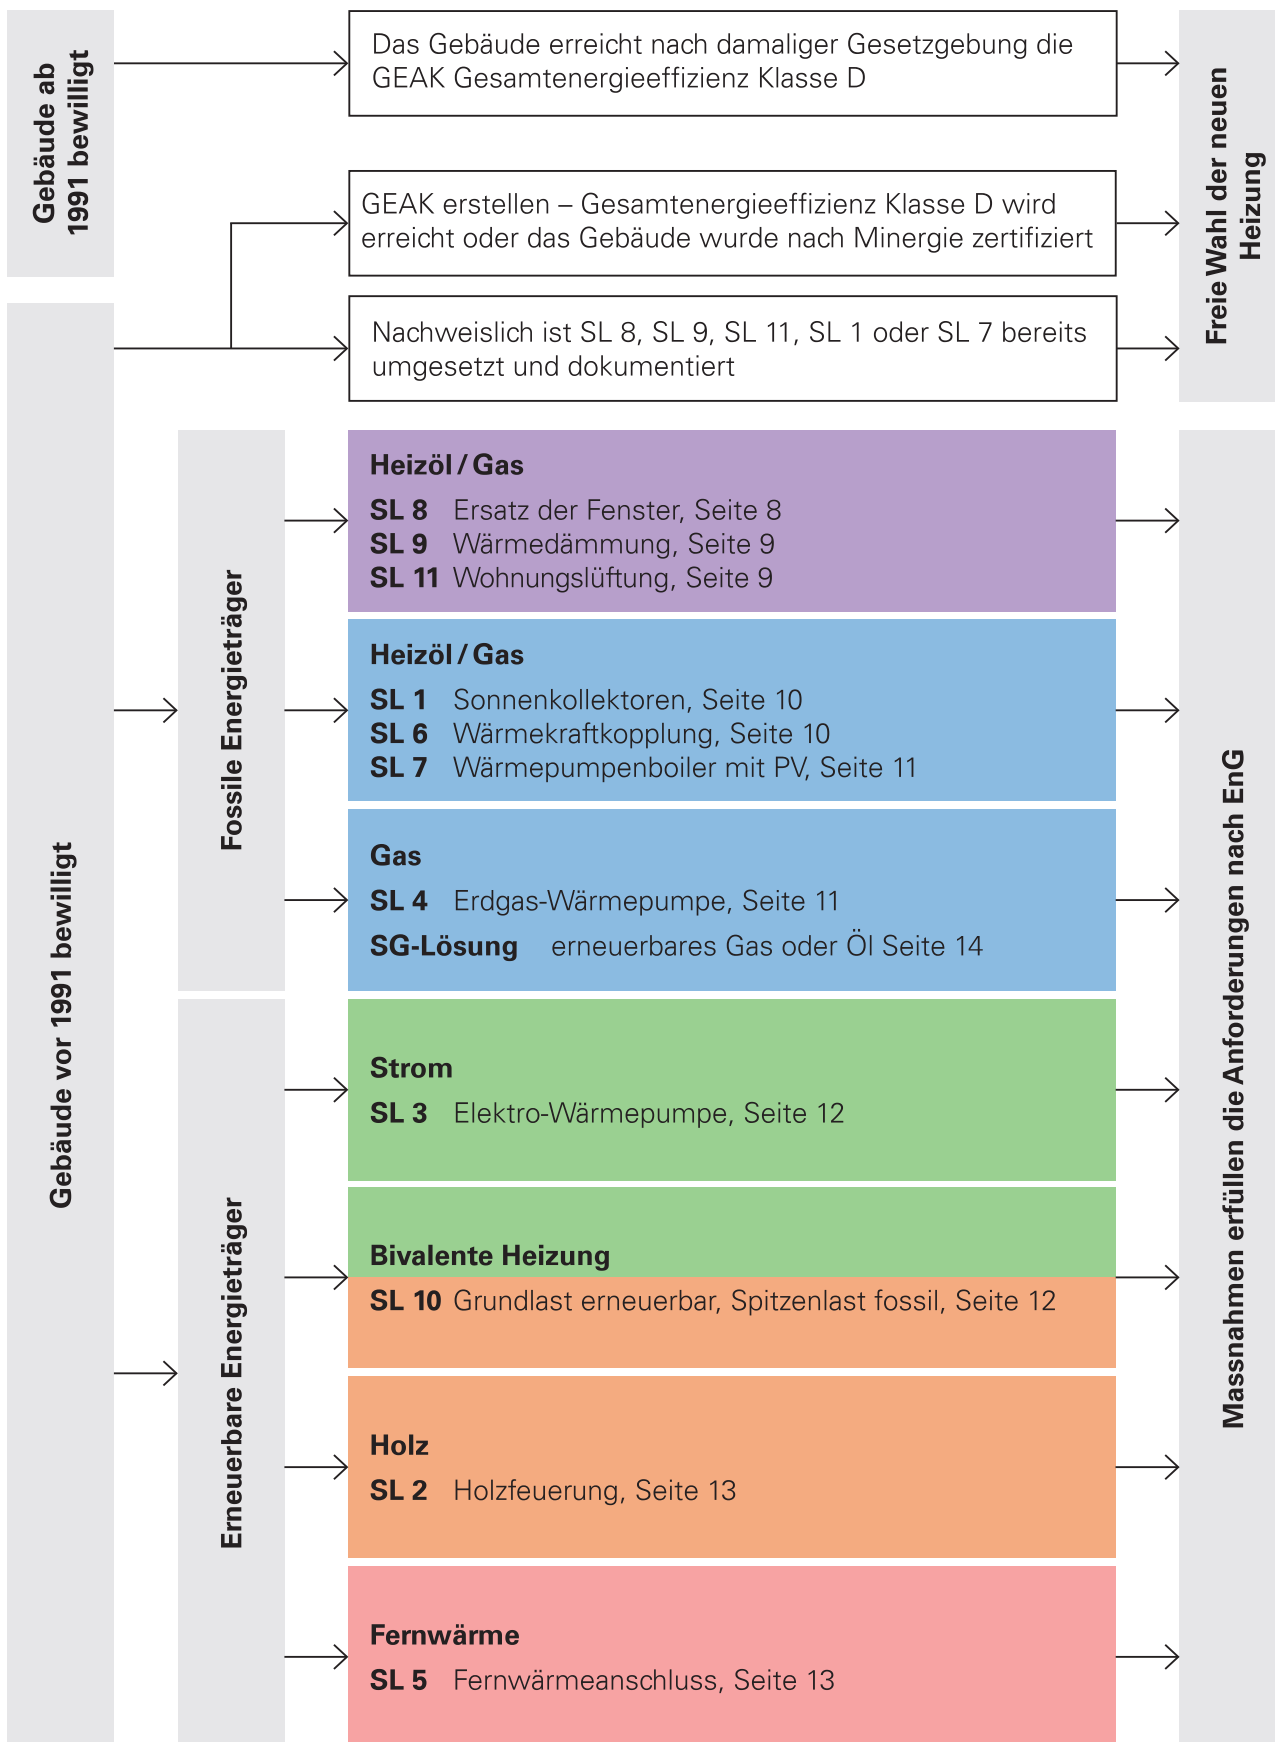 Gebäude ab
1991 bewilligt
Das Gebäude erreicht nach damaliger Gesetzgebung die
GEAK Gesamtenergieeffizienz Klasse D
GEAK erstellen – Gesamtenergieeffizienz Klasse D wird
erreicht oder das Gebäude wurde nach Minergie zertifiziert
Nachweislich ist SL 8, SL 9, SL 11, SL 1 oder SL 7 bereits
umgesetzt und dokumentiert
Freie Wahl der neuen
Heizung
Gebäude vor 1991 bewilligt
Fossile Energieträger
Heizöl / Gas
SL 8 Ersatz der Fenster, Seite 8
SL 9 Wärmedämmung, Seite 9
SL 11 Wohnungslüftung, Seite 9
Heizöl / Gas
SL 1 Sonnenkollektoren, Seite 10
SL 6 Wärmekraftkopplung, Seite 10
SL 7 Wärmepumpenboiler mit PV, Seite 11
Gas
SL 4 Erdgas-Wärmepumpe, Seite 11
SG-Lösung erneuerbares Gas oder Öl Seite 14
Erneuerbare Energieträger
Strom
SL 3 Elektro-Wärmepumpe, Seite 12
Bivalente Heizung
SL 10 Grundlast erneuerbar, Spitzenlast fossil, Seite 12
Holz
SL 2 Holzfeuerung, Seite 13
Fernwärme
SL 5 Fernwärmeanschluss, Seite 13
Massnahmen erfüllen die Anforderungen nach EnG